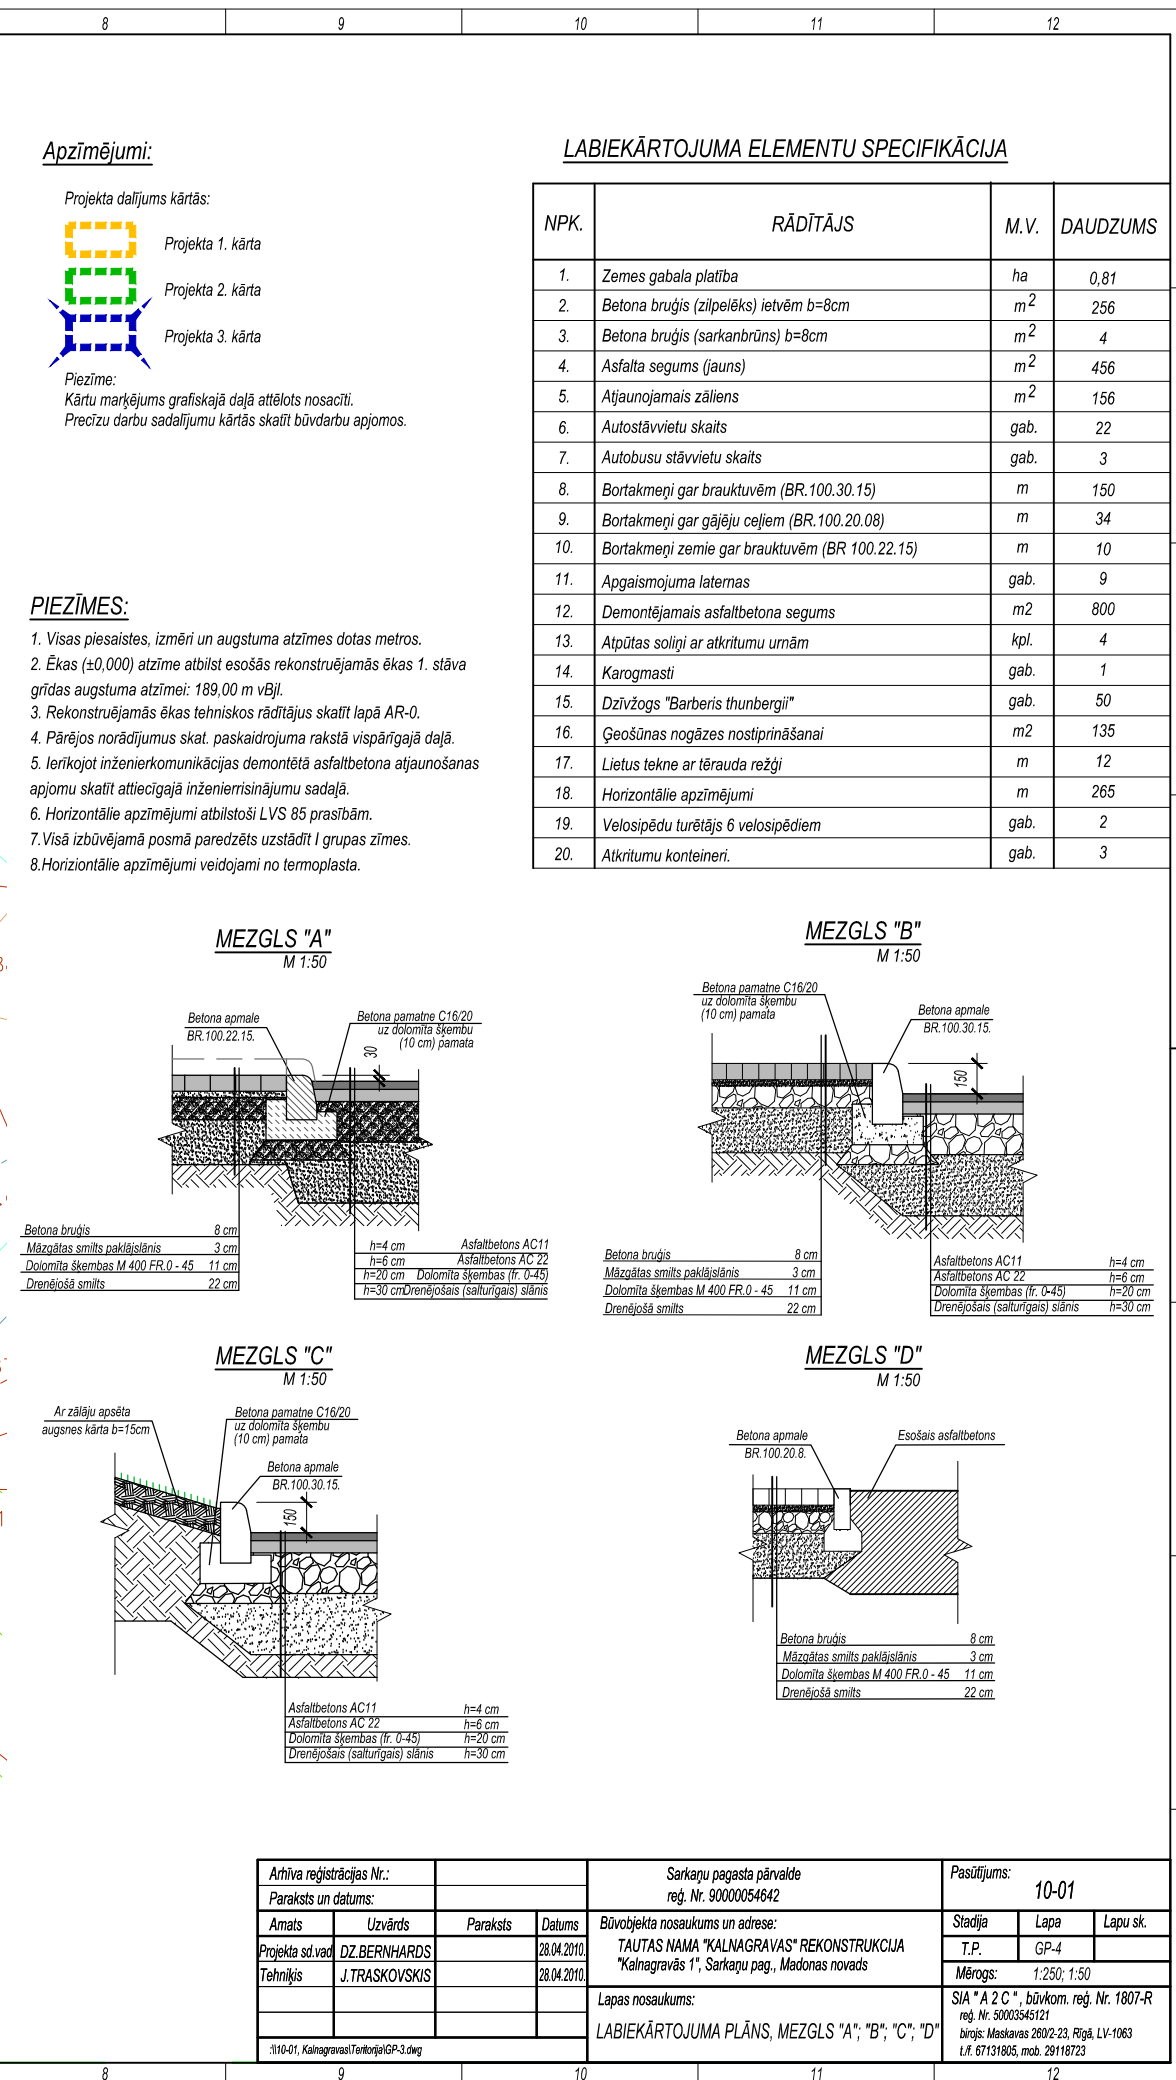 8 9 10 11 12
Apzīmējumi:
Projekta dalījums kārtās:
Projekta 1. kārta
Projekta 2. kārta
Projekta 3. kārta
Piezīme:
Kārtu marķējums grafiskajā daļā attēlots nosacīti.
Precīzu darbu sadalījumu kārtās skatīt būvdarbu apjomos.
LABIEKĀRTOJUMA ELEMENTU SPECIFIKĀCIJA
NPK. RĀDĪTĀJS M.V. DAUDZUMS
1. Zemes gabala platība ha 0,81
2. Betona bruģis (zilpelēks) ietvēm b=8cm m2 256
3. Betona bruģis (sarkanbrūns) b=8cm m2 4
4. Asfalta segums (jauns) m2 456
5. Atjaunojamais zāliens m2 156
6. Autostāvvietu skaits gab. 22
7. Autobusu stāvvietu skaits gab. 3
8. Bortakmeņi gar brauktuvēm (BR.100.30.15) m 150
9. Bortakmeņi gar gājēju ceļiem (BR.100.20.08) m 34
10. Bortakmeņi zemie gar brauktuvēm (BR 100.22.15) m 10
11. Apgaismojuma laternas gab. 9
12. Demontējamais asfaltbetona segums m2 800
13. Atpūtas soliņi ar atkritumu urnām kpl. 4
14. Karogmasti gab. 1
15. Dzīvžogs "Barberis thunbergii" gab. 50
16. Ģeošūnas nogāzes nostiprināšanai m2 135
17. Lietus tekne ar tērauda režģi m 12
18. Horizontālie apzīmējumi m 265
19. Velosipēdu turētājs 6 velosipēdiem gab. 2
20. Atkritumu konteineri. gab. 3
PIEZĪMES:
1. Visas piesaistes, izmēri un augstuma atzīmes dotas metros.
2. Ēkas (±0,000) atzīme atbilst esošās rekonstruējamās ēkas 1. stāva
grīdas augstuma atzīmei: 189,00 m vBjl.
3. Rekonstruējamās ēkas tehniskos rādītājus skatīt lapā AR-0.
4. Pārējos norādījumus skat. paskaidrojuma rakstā vispārīgajā daļā.
5. Ierīkojot inženierkomunikācijas demontētā asfaltbetona atjaunošanas
apjomu skatīt attiecīgajā inženierrisinājumu sadaļā.
6. Horizontālie apzīmējumi atbilstoši LVS 85 prasībām.
7.Visā izbūvējamā posmā paredzēts uzstādīt I grupas zīmes.
8.Horiziontālie apzīmējumi veidojami no termoplasta.
MEZGLS "A"
M 1:50
Betona apmale
BR.100.22.15.
Betona pamatne C16/20
uz dolomīta šķembu
(10 cm) pamata
30
Betona bruģis 8 cm
Māzgātas smilts paklājslānis 3 cm
Dolomīta šķembas M 400 FR.0 - 45 11 cm
Drenējošā smilts 22 cm
h=4 cm Asfaltbetons AC11
h=6 cm Asfaltbetons AC 22
h=20 cm Dolomīta šķembas (fr. 0-45)
h=30 cm Drenējošais (salturīgais) slānis
MEZGLS "B"
M 1:50
Betona pamatne C16/20
uz dolomīta šķembu
(10 cm) pamata
Betona apmale
BR.100.30.15.
150
Betona bruģis 8 cm
Māzgātas smilts paklājslānis 3 cm
Dolomīta šķembas M 400 FR.0 - 45 11 cm
Drenējošā smilts 22 cm
Asfaltbetons AC11 h=4 cm
Asfaltbetons AC 22 h=6 cm
Dolomīta šķembas (fr. 0-45) h=20 cm
Drenējošais (salturīgais) slānis h=30 cm
MEZGLS "C"
M 1:50
Ar zālāju apsēta
augsnes kārta b=15cm
Betona pamatne C16/20
uz dolomīta šķembu
(10 cm) pamata
Betona apmale
BR.100.30.15.
150
Asfaltbetons AC11 h=4 cm
Asfaltbetons AC 22 h=6 cm
Dolomīta šķembas (fr. 0-45) h=20 cm
Drenējošais (salturīgais) slānis h=30 cm
MEZGLS "D"
M 1:50
Betona apmale
BR.100.20.8.
Esošais asfaltbetons
Betona bruģis 8 cm
Māzgātas smilts paklājslānis 3 cm
Dolomīta šķembas M 400 FR.0 - 45 11 cm
Drenējošā smilts 22 cm
Arhīva reģistrācijas Nr.:
Paraksts un datums:
Amats Uzvārds Paraksts Datums
Projekta sd.vad DZ.BERNHARDS 28.04.2010.
Tehniķis J.TRASKOVSKIS 28.04.2010.
:\\10-01, Kalnagravas\Teritorija\GP-3.dwg
Sarkaņu pagasta pārvalde
reģ. Nr. 90000054642
Būvobjekta nosaukums un adrese:
TAUTAS NAMA "KALNAGRAVAS" REKONSTRUKCIJA
"Kalnagravās 1", Sarkaņu pag., Madonas novads
Lapas nosaukums:
LABIEKĀRTOJUMA PLĀNS, MEZGLS "A"; "B"; "C"; "D"
Pasūtījums:
10-01
Stadija Lapa Lapu sk.
T.P. GP-4
Mērogs: 1:250; 1:50
SIA " A 2 C " , būvkom. reģ. Nr. 1807-R
reģ. Nr. 50003545121
birojs: Maskavas 260/2-23, Rīgā, LV-1063
t./f. 67131805, mob. 29118723
8 9 10 11 12